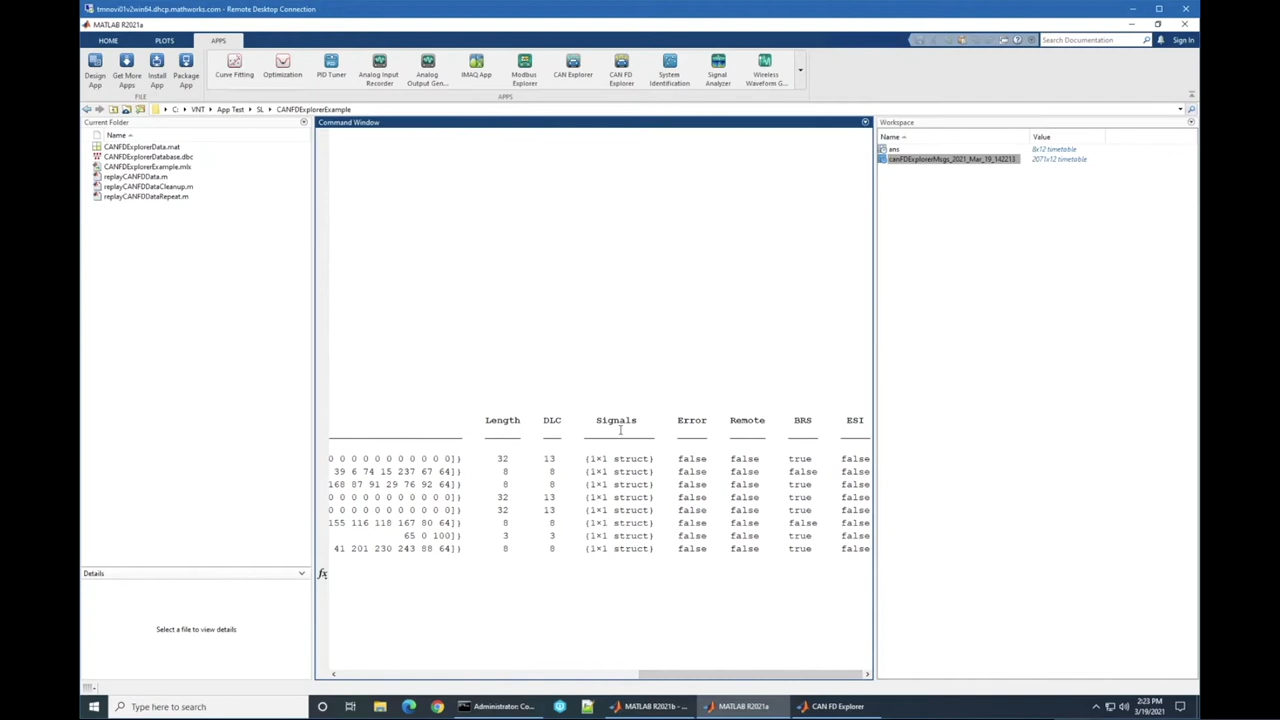 tmnovi01v2win64.dhcp.mathworks.com - Remote Desktop Connection
MATLAB R2021a
HOME PLOTS APPS
Search Documentation Sign In
Design App
Get More Apps
Install App
Package App
Curve Fitting
Optimization
PID Tuner
Analog Input Recorder
Analog Output Gen...
IMAQ App
Modbus Explorer
CAN Explorer
CAN FD Explorer
System Identification
Signal Analyzer
Wireless Waveform G...
FILE APPS
C: VNT App Test SL CANFDExplorerExample
Current Folder
Name
CANFDExplorerData.mat
CANFDExplorerDatabase.dbc
CANFDExplorerExample.mlx
replayCANFDData.m
replayCANFDDataCleanup.m
replayCANFDDataRepeat.m
Details
Select a file to view details
Command Window
Length DLC Signals Error Remote BRS ESI
0 0 0 0 0 0 0 0 0 0]} 32 13 {1×1 struct} false false true false
39 6 74 15 237 67 64]} 8 8 {1×1 struct} false false false false
168 87 91 29 76 92 64]} 8 8 {1×1 struct} false false true false
0 0 0 0 0 0 0 0 0 0]} 32 13 {1×1 struct} false false true false
0 0 0 0 0 0 0 0 0 0]} 32 13 {1×1 struct} false false true false
155 116 118 167 80 64]} 8 8 {1×1 struct} false false false false
65 0 100]} 3 3 {1×1 struct} false false true false
41 201 230 243 88 64]} 8 8 {1×1 struct} false false true false
fx
Workspace
Name Value
ans 8x12 timetable
canFDExplorerMsgs_2021_Mar_19_142213 2071x12 timetable
Type here to search
Administrator: Co...
MATLAB R2021b - ...
MATLAB R2021a
CAN FD Explorer
2:23 PM
3/19/2021